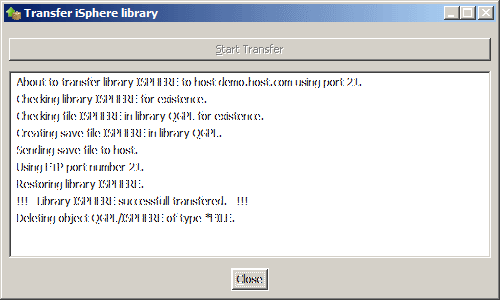 Transfer iSphere library
Start Transfer
About to transfer library ISPHERE to host demo.host.com using port 21.
Checking library ISPHERE for existence.
Checking file ISPHERE in library QGPL for existence.
Creating save file ISPHERE in library QGPL.
Sending save file to host.
Using FTP port number 21.
Restoring library ISPHERE.
!!!   Library ISPHERE successfull transfered.   !!!
Deleting object QGPL/ISPHERE of type *FILE.
Close